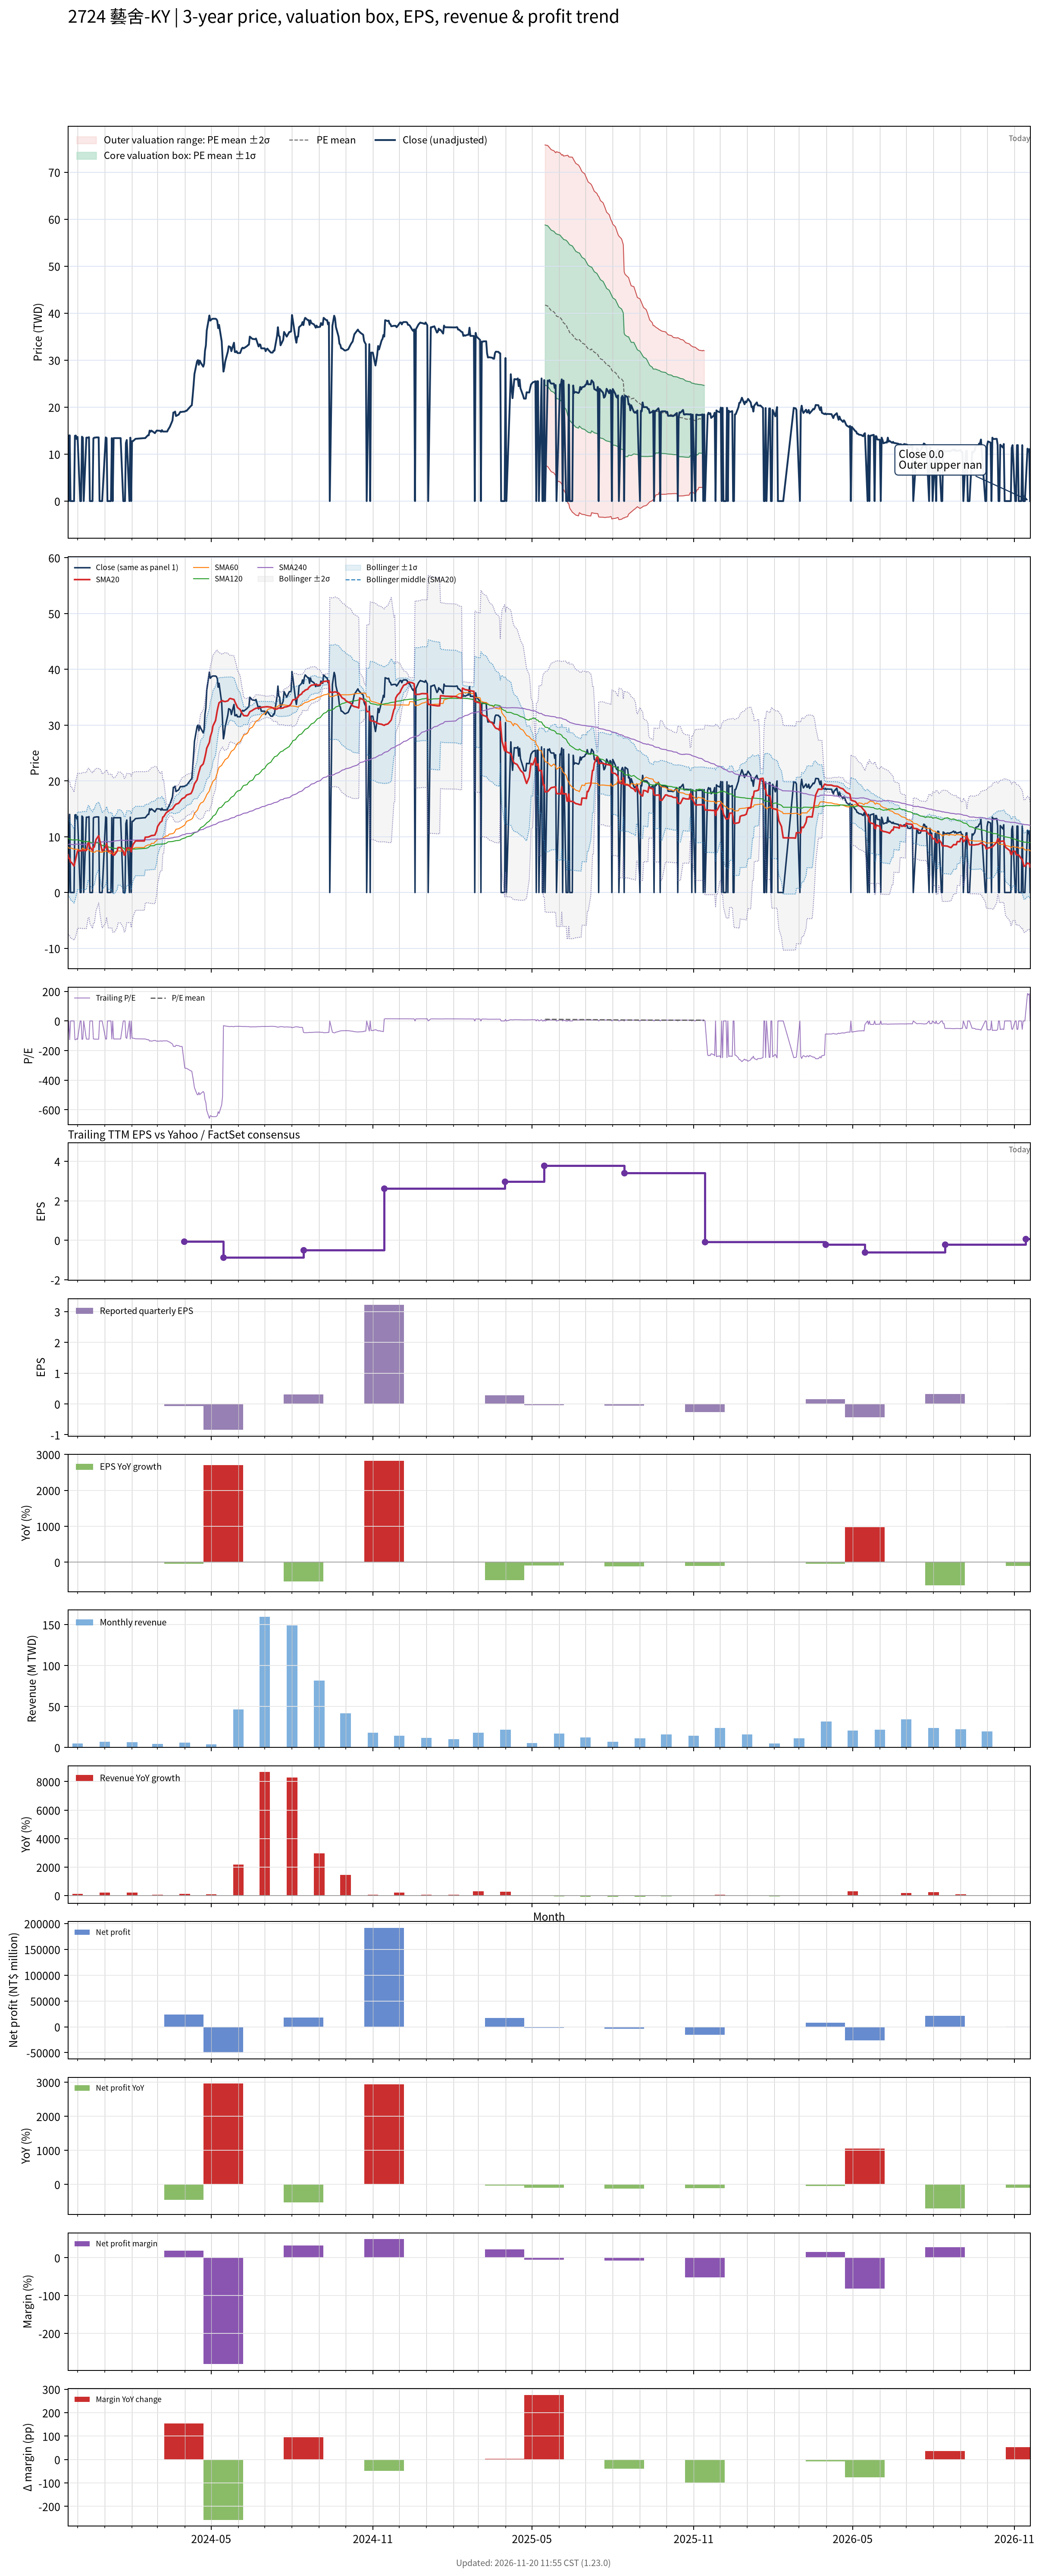 2724 藝舍-KY | 3-year price, valuation box, EPS, revenue & profit trend
Outer valuation range: PE mean ±2σ
Core valuation box: PE mean ±1σ
PE mean
Close (unadjusted)
Today
Price (TWD)
70
60
50
40
30
20
10
0
Close 0.0
Outer upper nan
Close (same as panel 1)
SMA20
SMA60
SMA120
SMA240
Bollinger ±2σ
Bollinger ±1σ
Bollinger middle (SMA20)
Price
60
50
40
30
20
10
0
-10
Trailing P/E
P/E mean
P/E
200
0
-200
-400
-600
Trailing TTM EPS vs Yahoo / FactSet consensus
Today
EPS
4
2
0
-2
Reported quarterly EPS
EPS
3
2
1
0
-1
EPS YoY growth
YoY (%)
3000
2000
1000
0
Monthly revenue
Revenue (M TWD)
150
100
50
0
Revenue YoY growth
YoY (%)
8000
6000
4000
2000
0
Month
Net profit
Net profit (NT$ million)
200000
150000
100000
50000
0
-50000
Net profit YoY
YoY (%)
3000
2000
1000
0
Net profit margin
Margin (%)
0
-100
-200
Margin YoY change
Δ margin (pp)
300
200
100
0
-100
-200
2024-05
2024-11
2025-05
2025-11
2026-05
2026-11
Updated: 2026-11-20 11:55 CST (1.23.0)